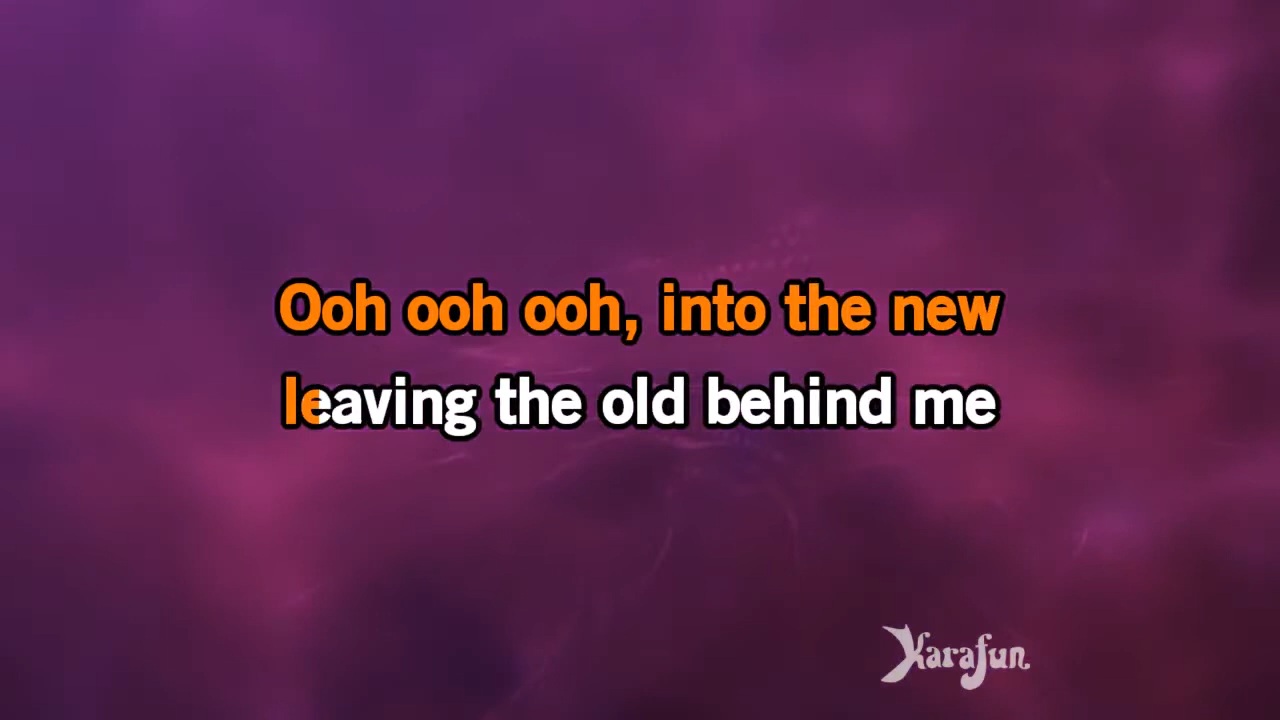 Ooh ooh ooh, into the new
leaving the old behind me
Karafun